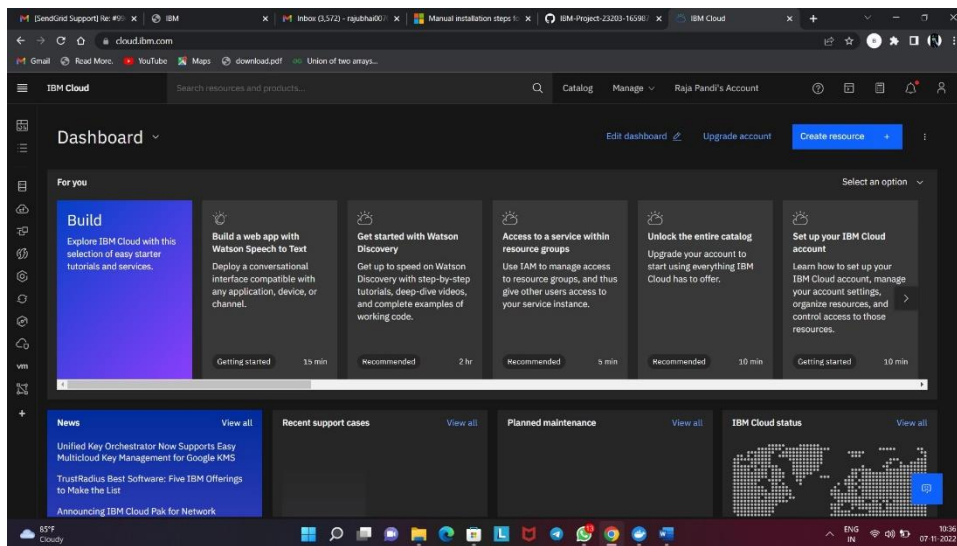 [SendGrid Support] Re: #99
IBM
Inbox (3,572) - rajubhai007
Manual installation steps fo
IBM-Project-23203-16598
IBM Cloud
cloud.ibm.com
Gmail
Read More.
YouTube
Maps
download.pdf
Union of two arrays...
IBM Cloud
Search resources and products...
Catalog
Manage
Raja Pandi's Account
Dashboard
Edit dashboard
Upgrade account
Create resource +
For you
Select an option
Build
Explore IBM Cloud with this
selection of easy starter
tutorials and services.
Build a web app with
Watson Speech to Text
Deploy a conversational
interface compatible with
any application, device, or
channel.
Getting started 15 min
Get started with Watson
Discovery
Get up to speed on Watson
Discovery with step-by-step
tutorials, deep-dive videos,
and complete examples of
working code.
Recommended 2 hr
Access to a service within
resource groups
Use IAM to manage access
to resource groups, and thus
give other users access to
your service instance.
Recommended 5 min
Unlock the entire catalog
Upgrade your account to
start using everything IBM
Cloud has to offer.
Recommended 10 min
Set up your IBM Cloud
account
Learn how to set up your
IBM Cloud account, manage
your account settings,
organize resources, and
control access to those
resources.
Getting started 10 min
vm
News View all
Unified Key Orchestrator Now Supports Easy
Multicloud Key Management for Google KMS
TrustRadius Best Software: Five IBM Offerings
to Make the List
Announcing IBM Cloud Pak for Network
Recent support cases View all
Planned maintenance View all
IBM Cloud status View all
85°F
Cloudy
ENG
IN
10:36
07-11-2022